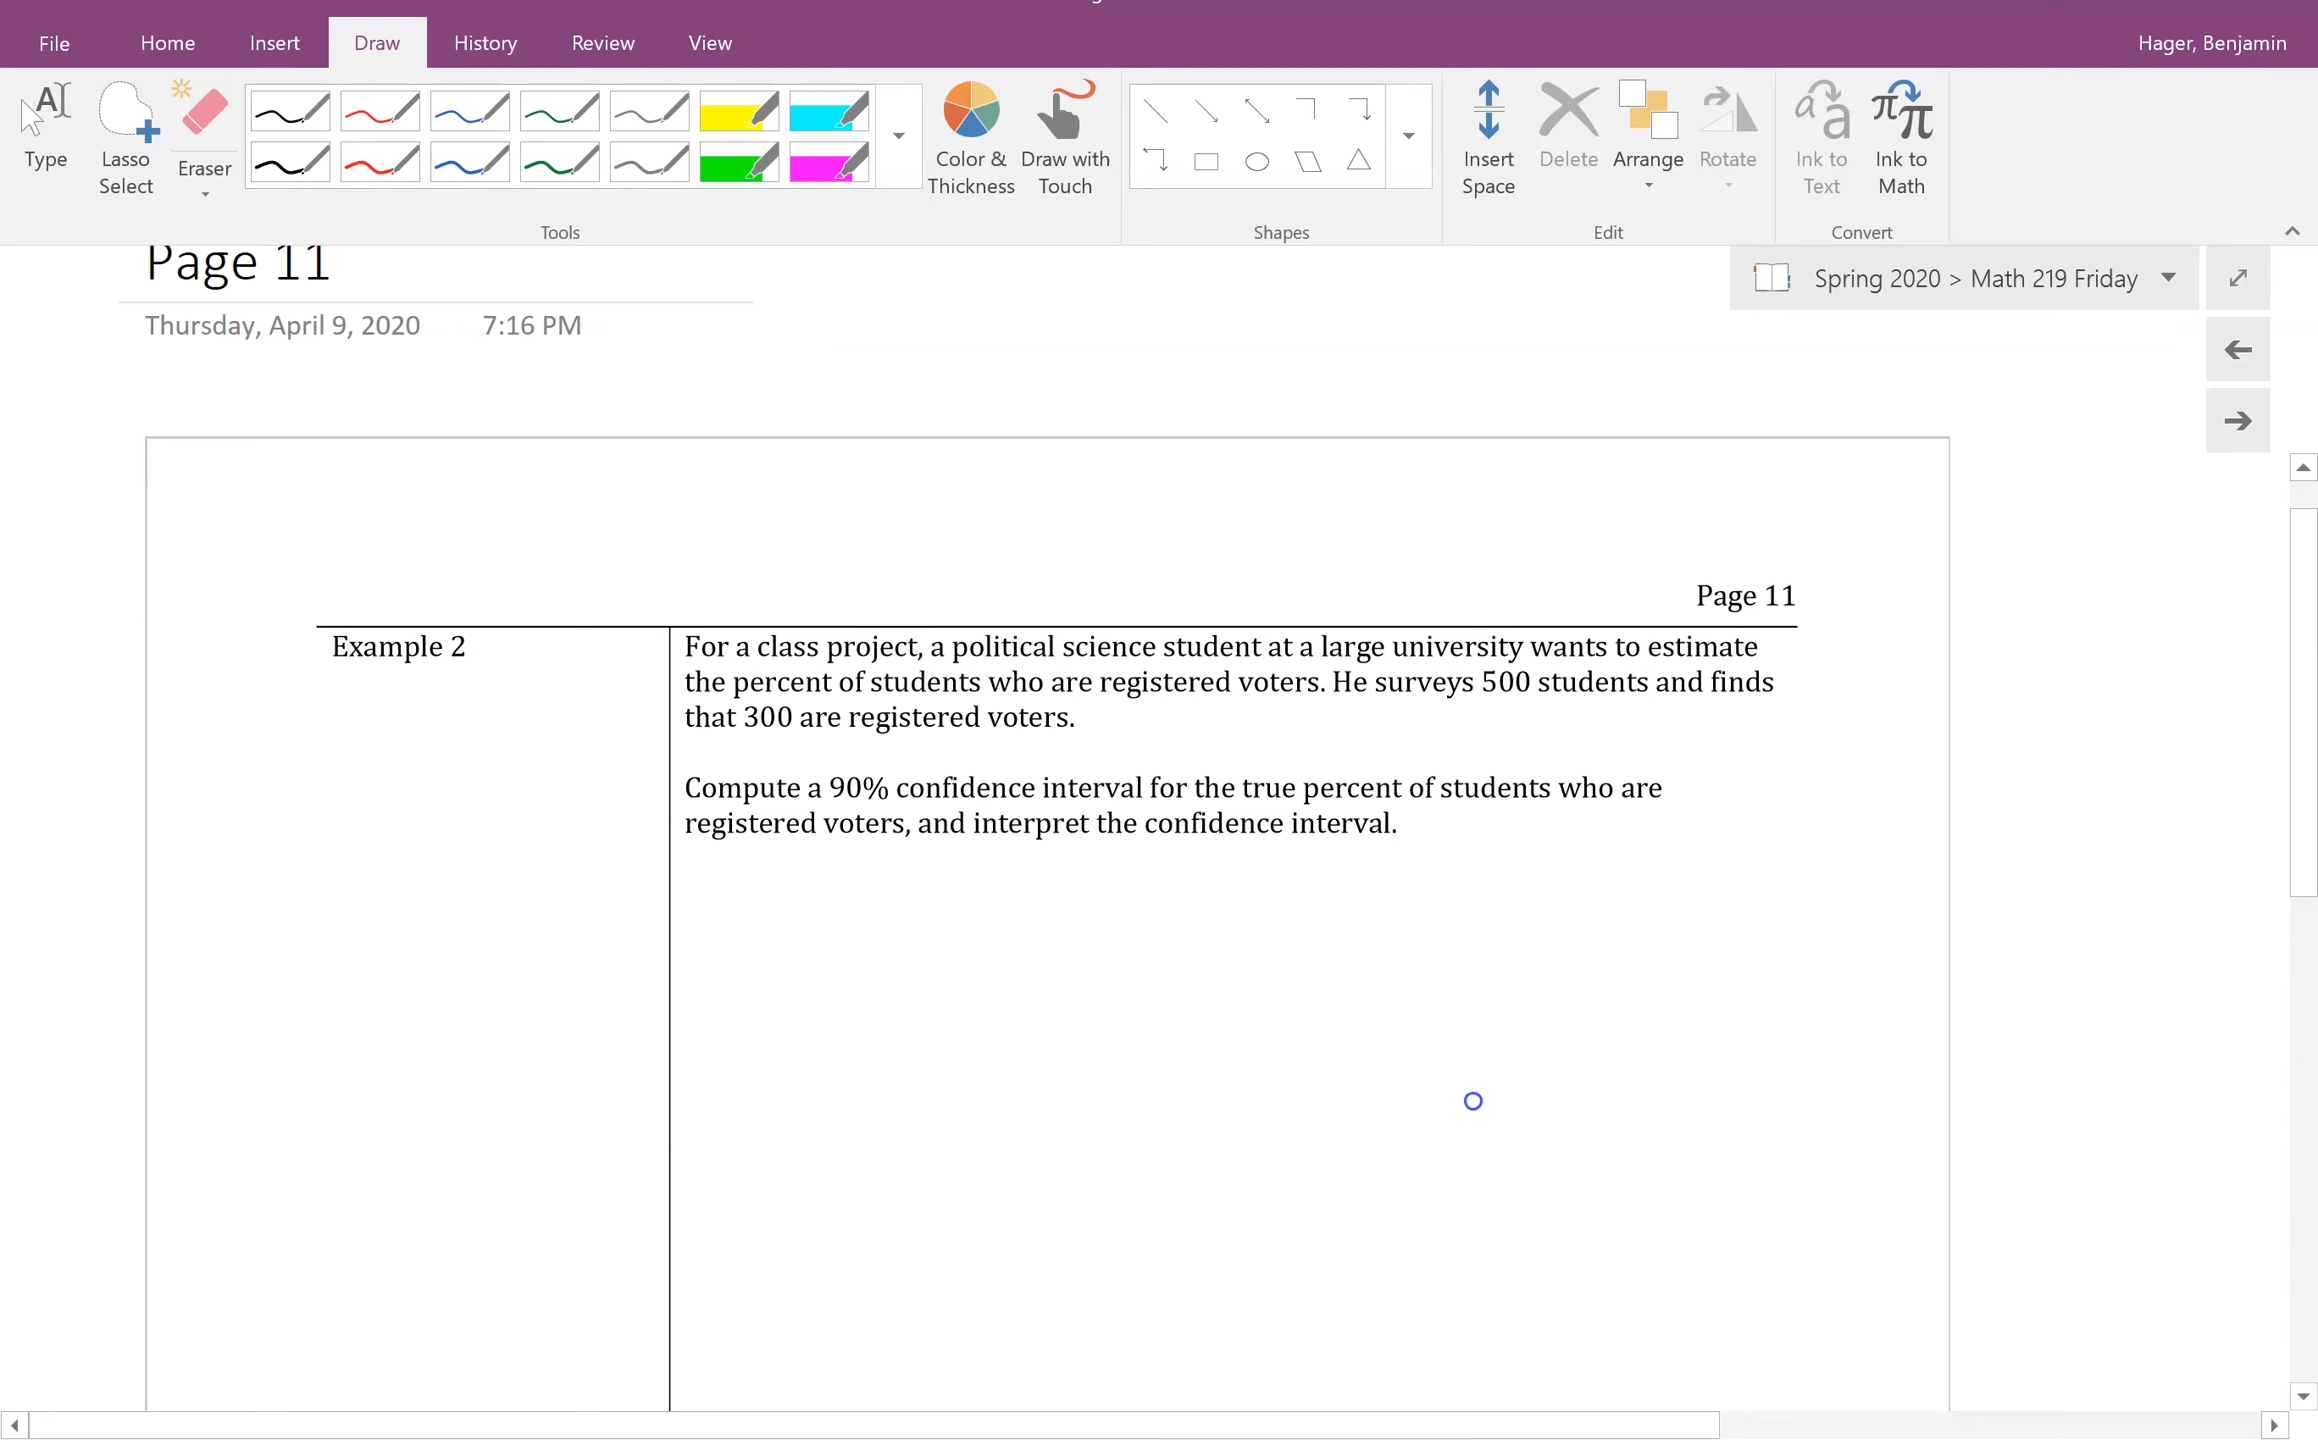 File Home Insert Draw History Review View Hager, Benjamin
Type Lasso Select Eraser Color & Thickness Draw with Touch Insert Space Delete Arrange Rotate Ink to Text Ink to Math
Tools Shapes Edit Convert
Page 11
Spring 2020 > Math 219 Friday
Thursday, April 9, 2020 7:16 PM
Page 11
Example 2
For a class project, a political science student at a large university wants to estimate
the percent of students who are registered voters. He surveys 500 students and finds
that 300 are registered voters.
Compute a 90% confidence interval for the true percent of students who are
registered voters, and interpret the confidence interval.